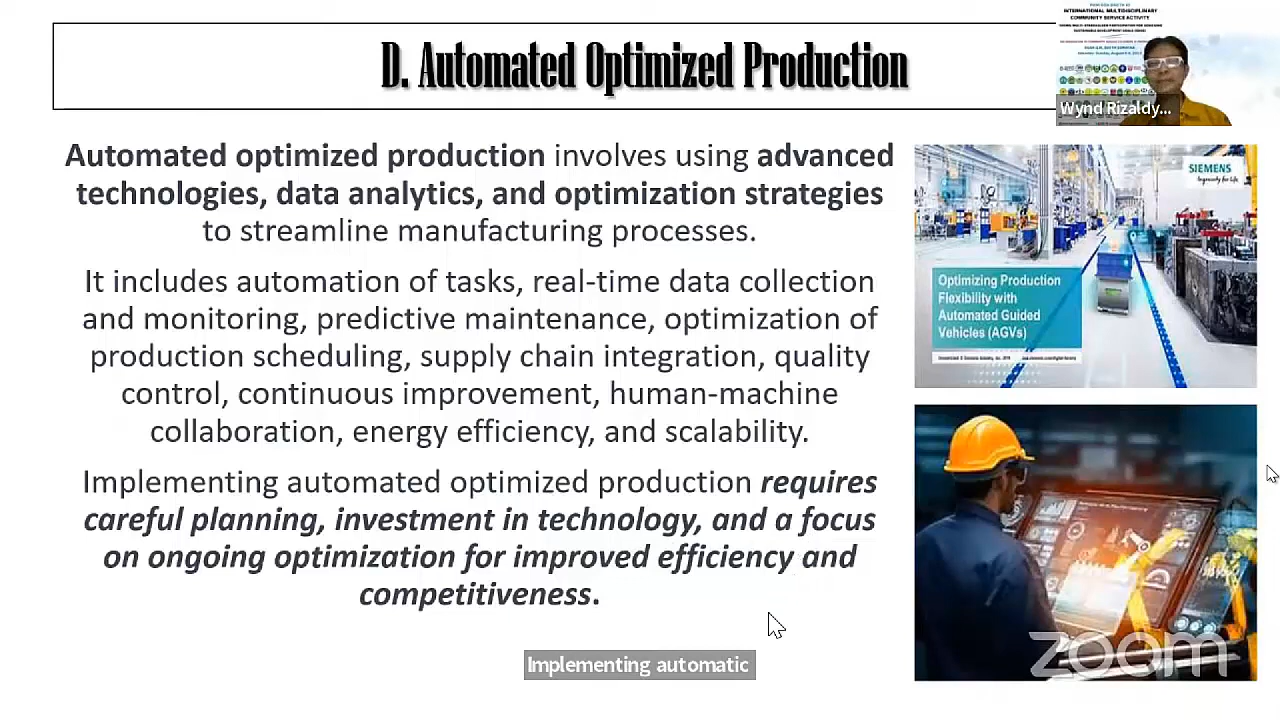 D. Automated Optimized Production
INTERNATIONAL MULTIDISCIPLINARY
COMMUNITY SERVICE ACTIVITY
Wynd Rizaldy...
Automated optimized production involves using advanced
technologies, data analytics, and optimization strategies
to streamline manufacturing processes.
It includes automation of tasks, real-time data collection
and monitoring, predictive maintenance, optimization of
production scheduling, supply chain integration, quality
control, continuous improvement, human-machine
collaboration, energy efficiency, and scalability.
Implementing automated optimized production requires
careful planning, investment in technology, and a focus
on ongoing optimization for improved efficiency and
competitiveness.
SIEMENS
Ingenuity for Life
Optimizing Production
Flexibility with
Automated Guided
Vehicles (AGVs)
zoom
Implementing automatic